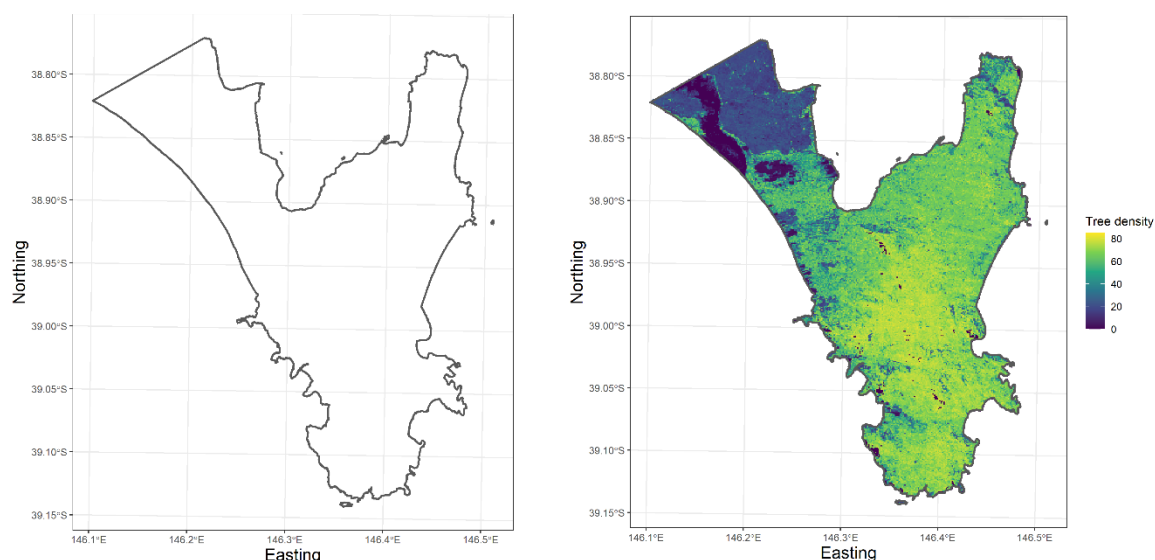 38.80°S
38.85°S
38.90°S
38.95°S
39.00°S
39.05°S
39.10°S
39.15°S
Northing
146.1°E 146.2°E 146.3°E 146.4°E 146.5°E
Easting
38.80°S
38.85°S
38.90°S
38.95°S
39.00°S
39.05°S
39.10°S
39.15°S
Northing
146.1°E 146.2°E 146.3°E 146.4°E 146.5°E
Easting
Tree density
80
60
40
20
0